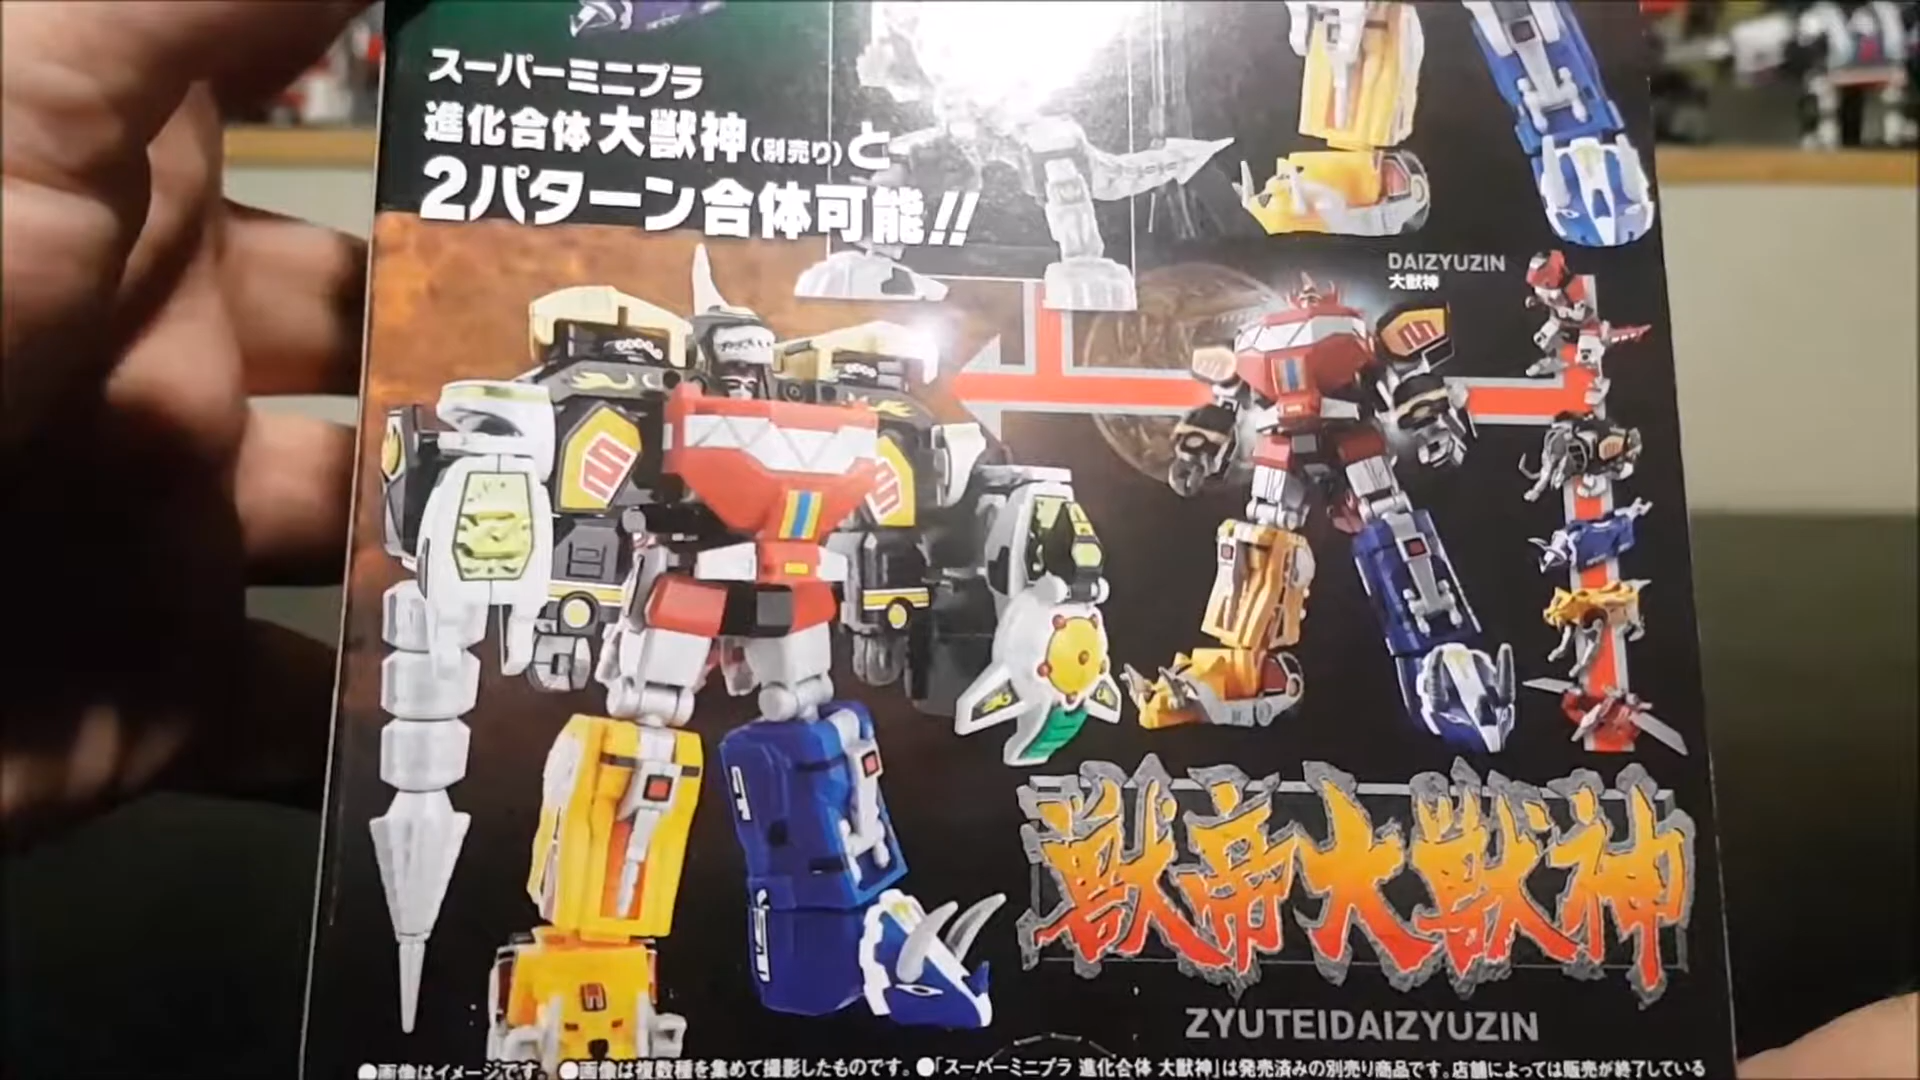 スーパーミニプラ
進化合体 大獣神(別売り)と
2パターン合体可能!!
DAIZYUZIN
大獣神
獣帝大獣神
ZYUTEIDAIZYUZIN
●画像はイメージです。 ●画像は複数種を集めて撮影したものです。 ●「スーパーミニプラ 進化合体 大獣神」は発売済みの別売り商品です。店舗によっては販売が終了している